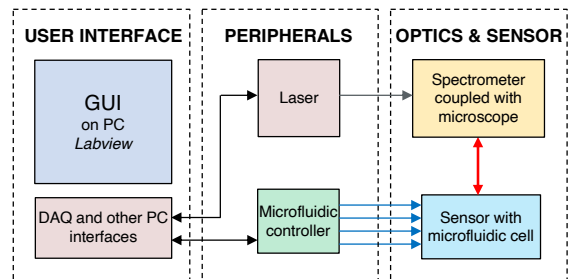 USER INTERFACE
GUI
on PC
Labview
DAQ and other PC
interfaces
PERIPHERALS
Laser
Microfluidic
controller
OPTICS & SENSOR
Spectrometer
coupled with
microscope
Sensor with
microfluidic cell